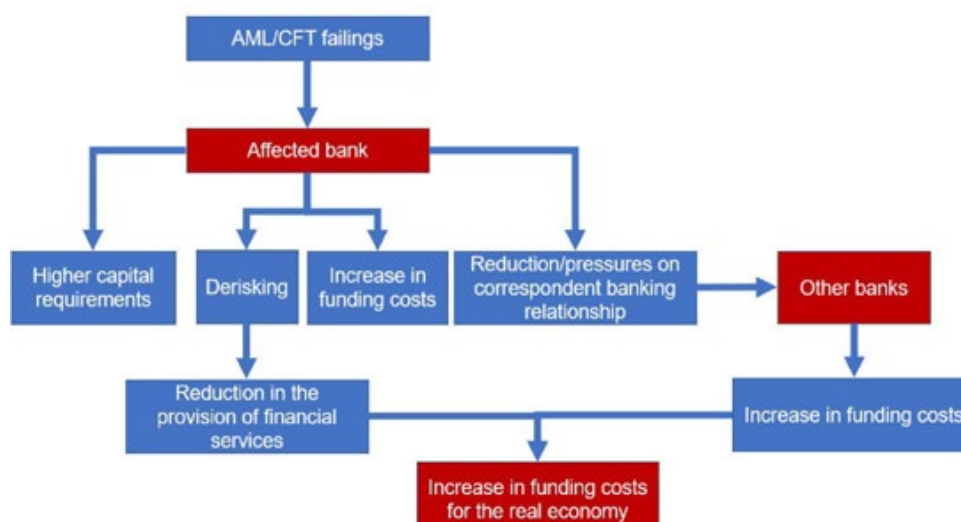 AML/CFT failings
Affected bank
Higher capital
requirements
Derisking
Increase in
funding costs
Reduction/pressures on
correspondent banking
relationship
Other banks
Reduction in the
provision of financial
services
Increase in funding costs
Increase in funding costs
for the real economy